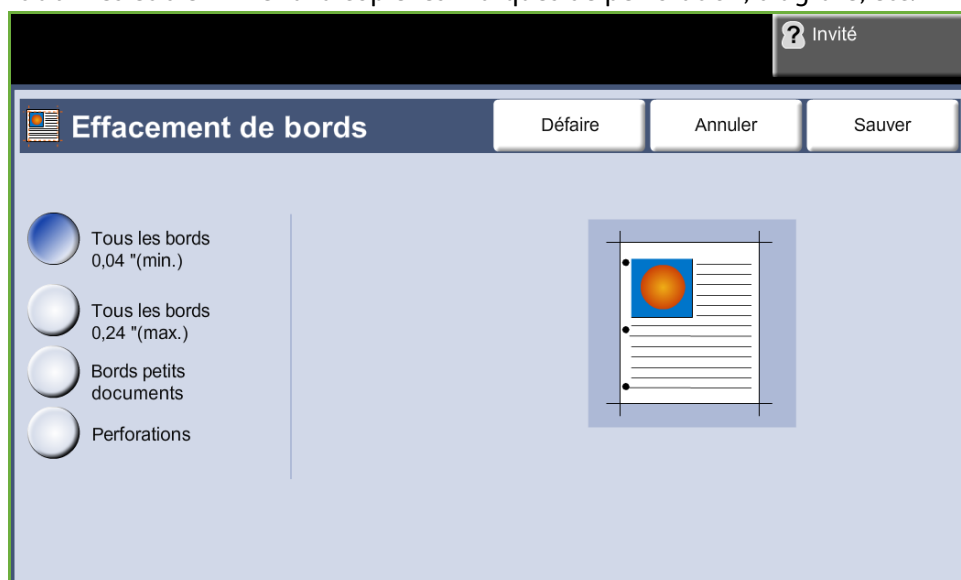 ? Invité
Effacement de bords
Défaire
Annuler
Sauver
Tous les bords
0,04 "(min.)
Tous les bords
0,24 "(max.)
Bords petits
documents
Perforations